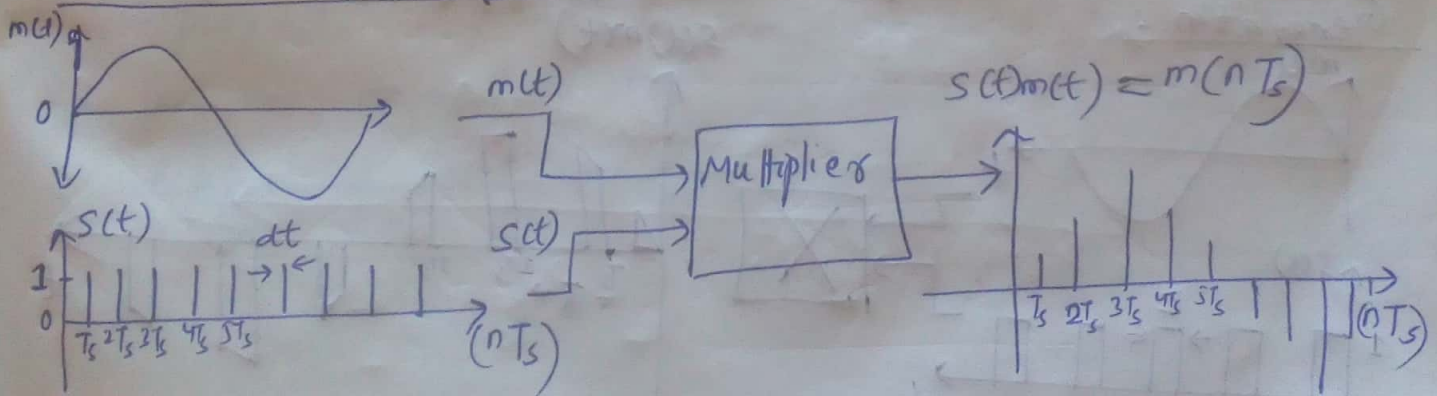 m(t)
0
S(t)
dt
1
0
Ts 2Ts 3Ts 4Ts 5Ts
(nTs)
m(t)
S(t)
Multiplier
S(t)m(t) = m(nTs)
Ts 2Ts 3Ts 4Ts 5Ts
(nTs)